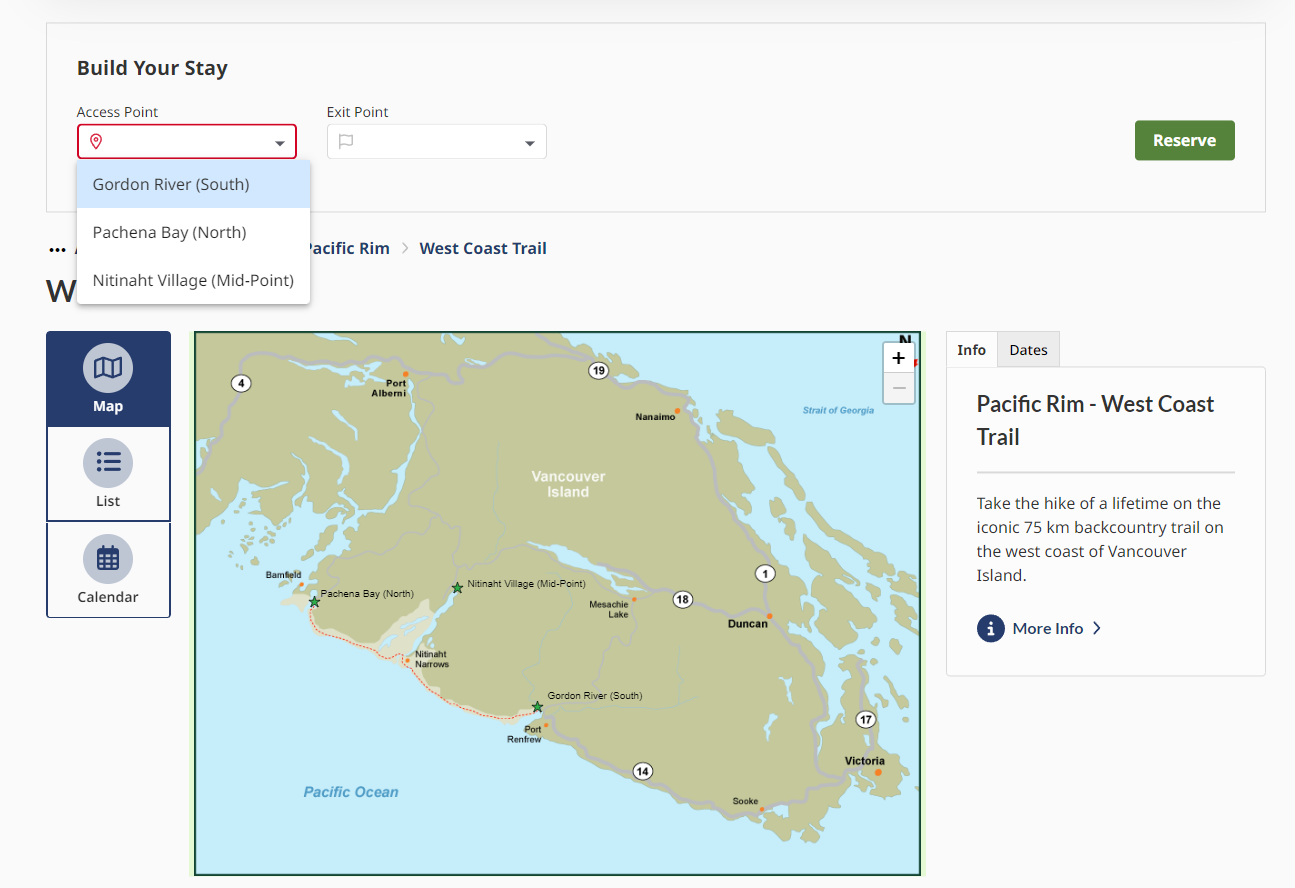 Build Your Stay
Access Point
Exit Point
Reserve
Gordon River (South)
Pachena Bay (North)
Nitinaht Village (Mid-Point)
Pacific Rim
West Coast Trail
W
Map
List
Calendar
N
+
−
4
Port
Alberni
19
Nanaimo
Strait of Georgia
Vancouver
Island
Bamfield
Pachena Bay (North)
Nitinaht Village (Mid-Point)
Mesachie
Lake
18
1
Duncan
Nitinaht
Narrows
Gordon River (South)
Port
Renfrew
17
14
Victoria
Sooke
Pacific Ocean
Info
Dates
Pacific Rim - West Coast
Trail
Take the hike of a lifetime on the
iconic 75 km backcountry trail on
the west coast of Vancouver
Island.
More Info